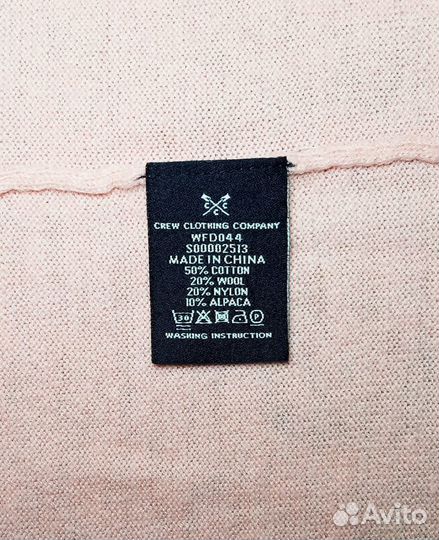 C C C
CREW CLOTHING COMPANY
WFD044
S00002513
MADE IN CHINA
50% COTTON
20% WOOL
20% NYLON
10% ALPACA
30 P
WASHING INSTRUCTION
Avito